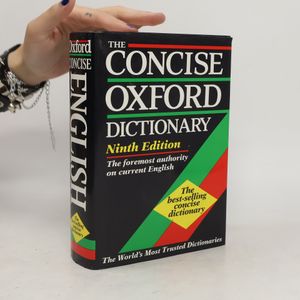 Oxford
CONCISE
ENGLISH
THE
CONCISE
OXFORD
DICTIONARY
Ninth Edition
The foremost authority
on current English
The
best-selling
concise
dictionary
The World's Most Trusted Dictionaries